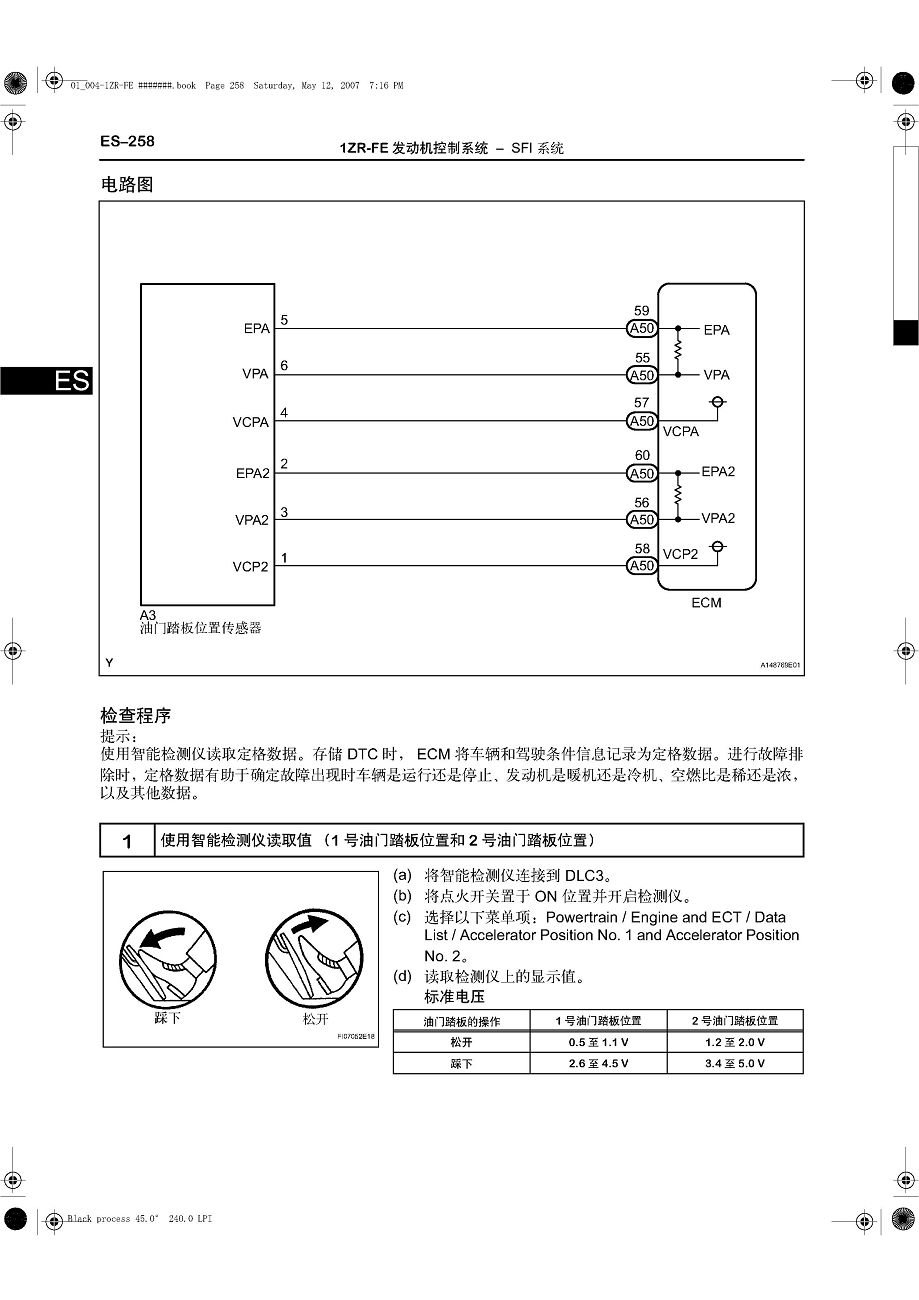 01_004-1ZR-FE #######.book Page 258 Saturday, May 12, 2007 7:16 PM
ES–258
1ZR-FE 发动机控制系统 – SFI 系统
电路图
ES
EPA 5 59 A50 EPA
VPA 6 55 A50 VPA
VCPA 4 57 A50 VCPA
EPA2 2 60 A50 EPA2
VPA2 3 56 A50 VPA2
VCP2 1 58 A50 VCP2
ECM
A3
油门踏板位置传感器
Y
A148769E01
检查程序
提示：
使用智能检测仪读取定格数据。存储 DTC 时， ECM 将车辆和驾驶条件信息记录为定格数据。进行故障排
除时，定格数据有助于确定故障出现时车辆是运行还是停止、发动机是暖机还是冷机、空燃比是稀还是浓，
以及其他数据。
1 使用智能检测仪读取值 （1 号油门踏板位置和 2 号油门踏板位置）
踩下 松开
FI07052E18
(a) 将智能检测仪连接到 DLC3。
(b) 将点火开关置于 ON 位置并开启检测仪。
(c) 选择以下菜单项：Powertrain / Engine and ECT / Data
List / Accelerator Position No. 1 and Accelerator Position
No. 2。
(d) 读取检测仪上的显示值。
标准电压
油门踏板的操作 1 号油门踏板位置 2 号油门踏板位置
松开 0.5 至 1.1 V 1.2 至 2.0 V
踩下 2.6 至 4.5 V 3.4 至 5.0 V
Black process 45.0° 240.0 LPI